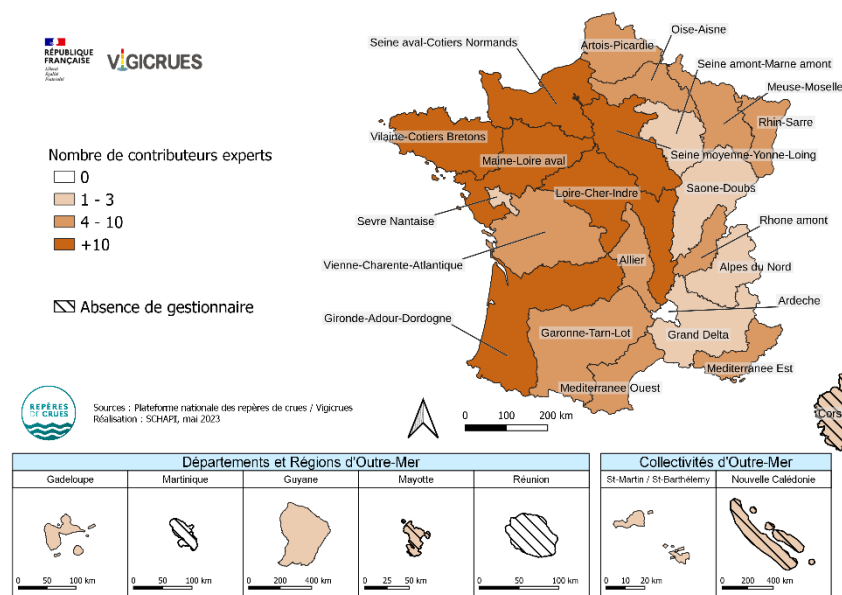 RÉPUBLIQUE
FRANÇAISE
Liberté
Égalité
Fraternité
VIGICRUES
Nombre de contributeurs experts
0
1 - 3
4 - 10
+10
Absence de gestionnaire
Seine aval-Cotiers Normands
Artois-Picardie
Oise-Aisne
Seine amont-Marne amont
Meuse-Moselle
Rhin-Sarre
Vilaine-Cotiers Bretons
Maine-Loire aval
Seine moyenne-Yonne-Loing
Loire-Cher-Indre
Saone-Doubs
Sevre Nantaise
Rhone amont
Vienne-Charente-Atlantique
Allier
Alpes du Nord
Ardeche
Gironde-Adour-Dordogne
Garonne-Tarn-Lot
Grand Delta
Mediterranee Est
Mediterranee Ouest
Cors
REPÈRES
DE CRUES
Sources : Plateforme nationale des repères de crues / Vigicrues
Réalisation : SCHAPI, mai 2023
0 100 200 km
Départements et Régions d'Outre-Mer
Gadeloupe
Martinique
Guyane
Mayotte
Réunion
0 50 100 km
0 50 100 km
0 200 400 km
0 25 50 km
0 50 100 km
Collectivités d'Outre-Mer
St-Martin / St-Barthélemy
Nouvelle Calédonie
0 10 20 km
0 200 400 km